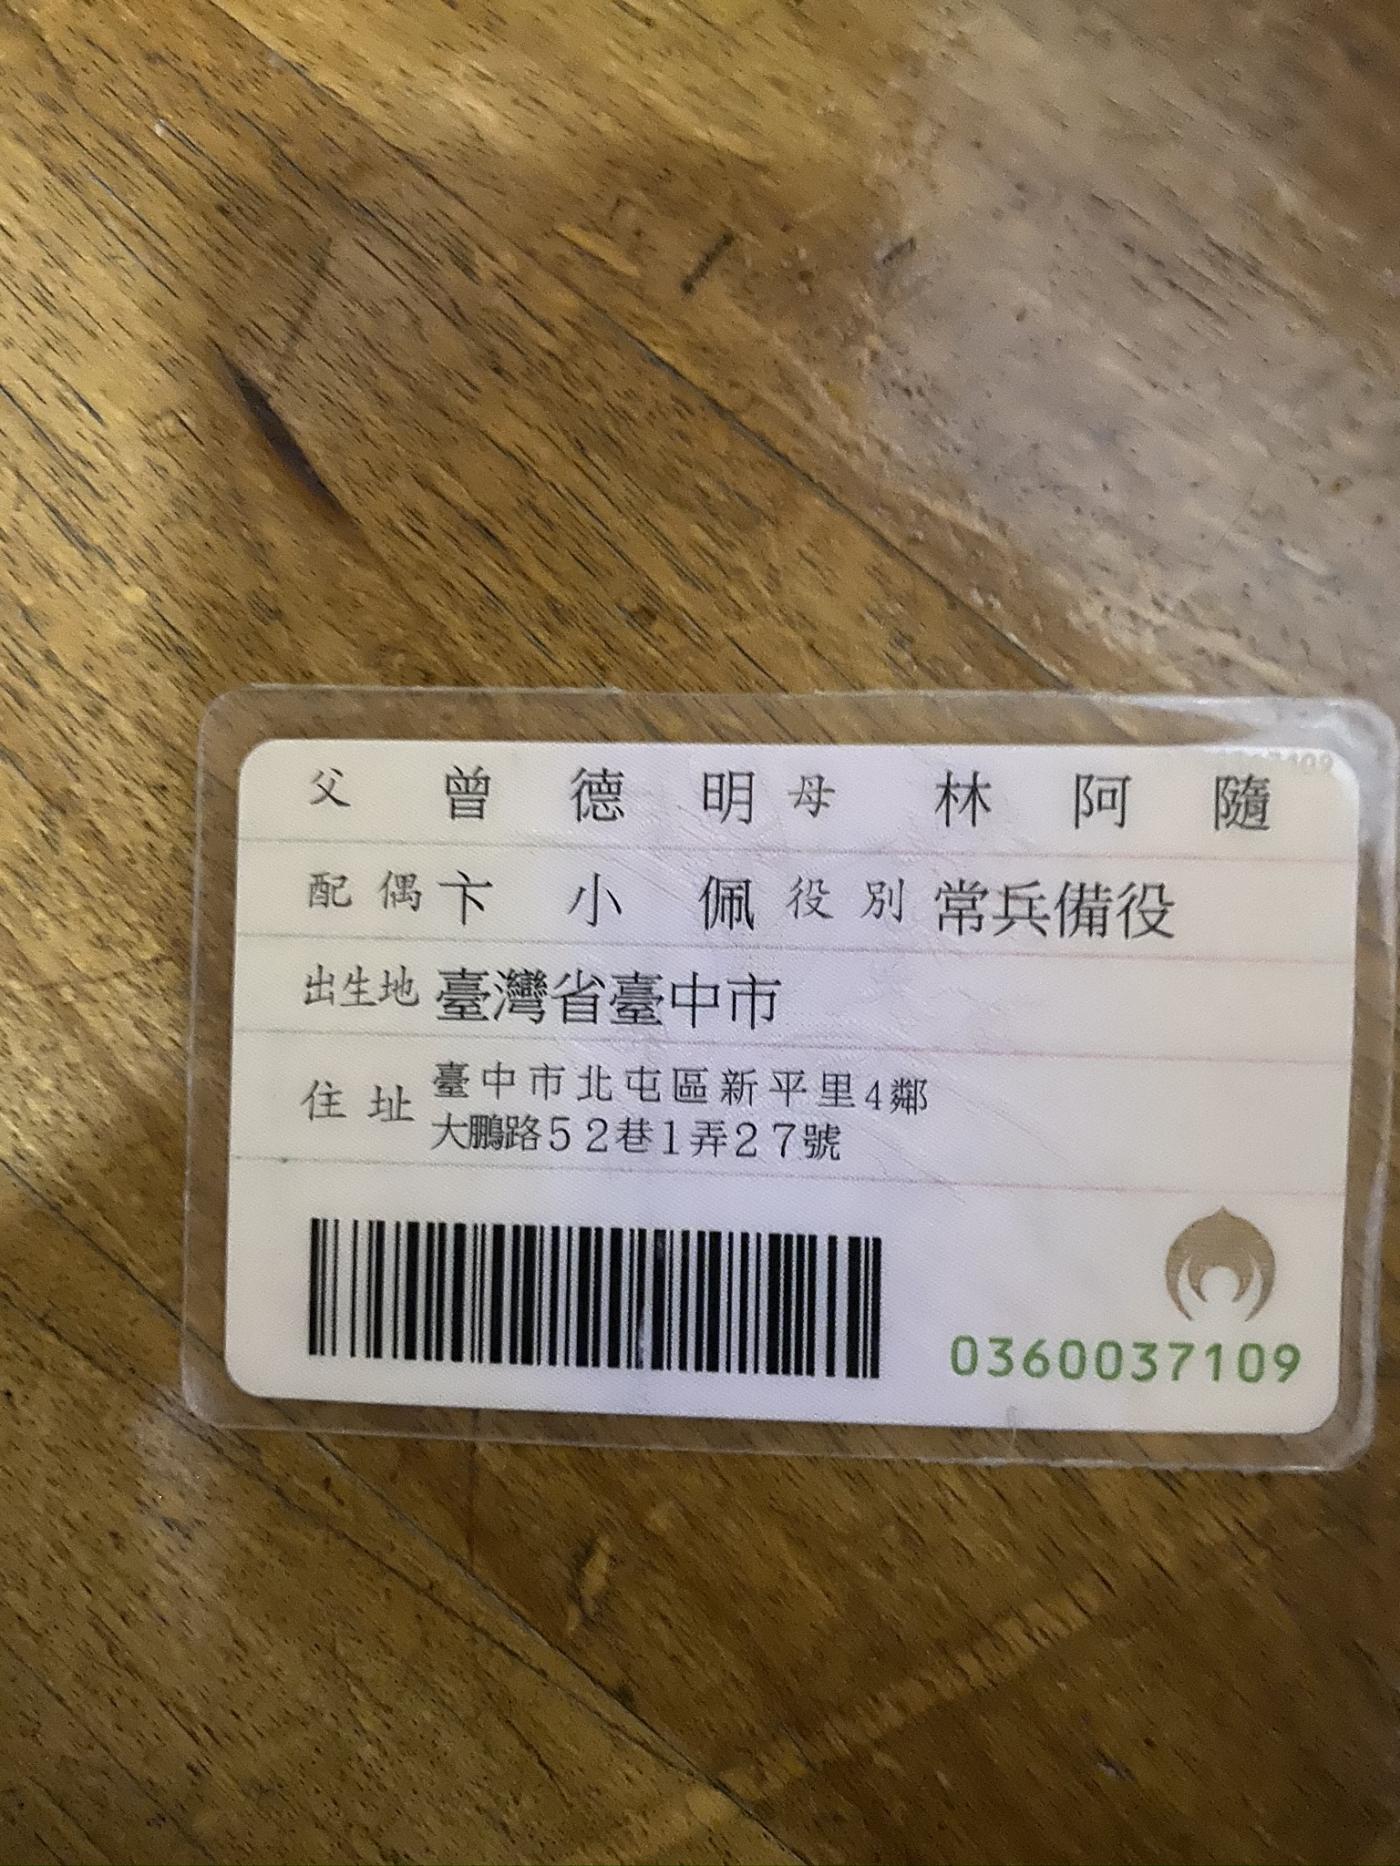 父 曾德明 母 林阿隨
配偶 卞小佩 役別 常兵備役
出生地 臺灣省臺中市
住址 臺中市北屯區新平里4鄰
大鵬路52巷1弄27號
0360037109